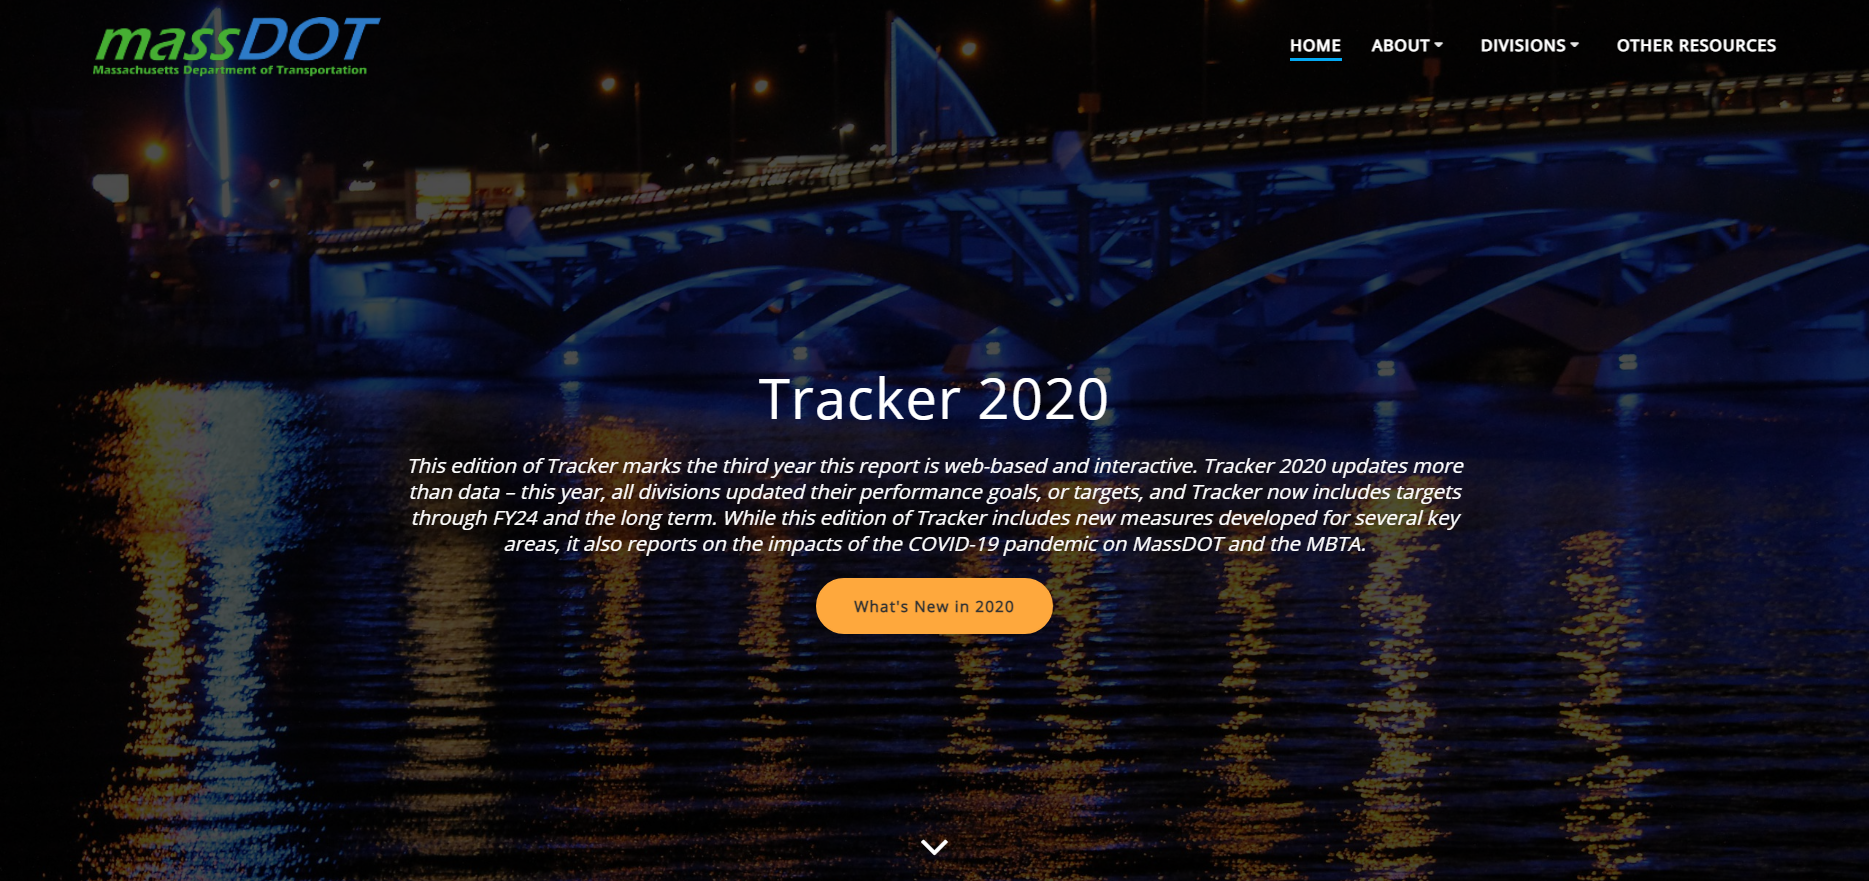 massDOT
Massachusetts Department of Transportation
HOME ABOUT DIVISIONS OTHER RESOURCES
Tracker 2020
This edition of Tracker marks the third year this report is web-based and interactive. Tracker 2020 updates more
than data – this year, all divisions updated their performance goals, or targets, and Tracker now includes targets
through FY24 and the long term. While this edition of Tracker includes new measures developed for several key
areas, it also reports on the impacts of the COVID-19 pandemic on MassDOT and the MBTA.
What's New in 2020